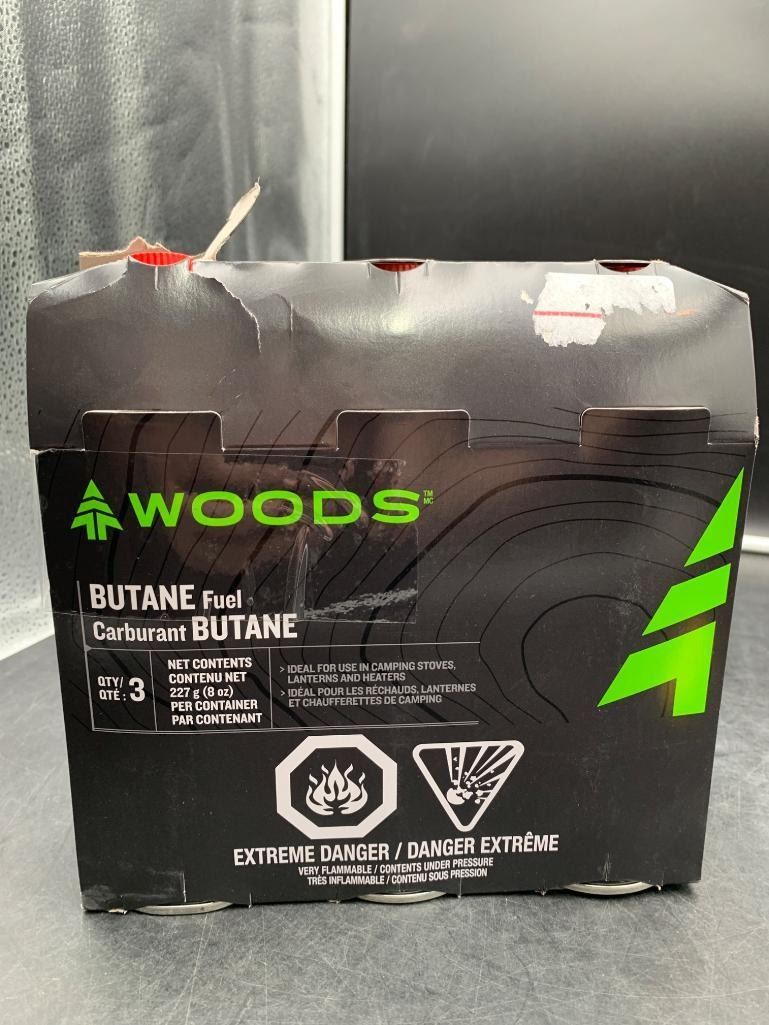 WOODS TM MC
BUTANE Fuel
Carburant BUTANE
QTY/
QTÉ : 3
NET CONTENTS
CONTENU NET
227 g (8 oz)
PER CONTAINER
PAR CONTENANT
> IDEAL FOR USE IN CAMPING STOVES,
LANTERNS AND HEATERS
> IDÉAL POUR LES RÉCHAUDS, LANTERNES
ET CHAUFFERETTES DE CAMPING
EXTREME DANGER / DANGER EXTRÊME
VERY FLAMMABLE / CONTENTS UNDER PRESSURE
TRÈS INFLAMMABLE / CONTENU SOUS PRESSION